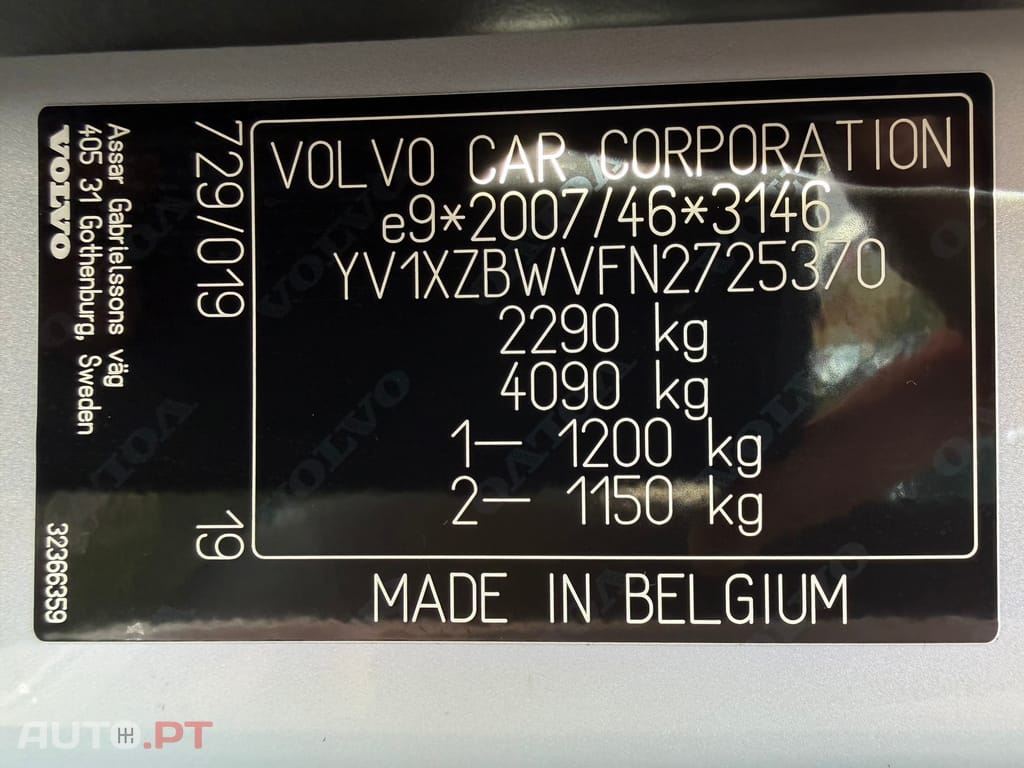 VOLVO CAR CORPORATION
e9*2007/46*3146
YV1XZBWVFN2725370
2290 kg
4090 kg
1– 1200 kg
2– 1150 kg
MADE IN BELGIUM
729/019 19
Assar Gabrielssons väg
405 31 Gothenburg, Sweden
VOLVO
32366359
AUTO.PT